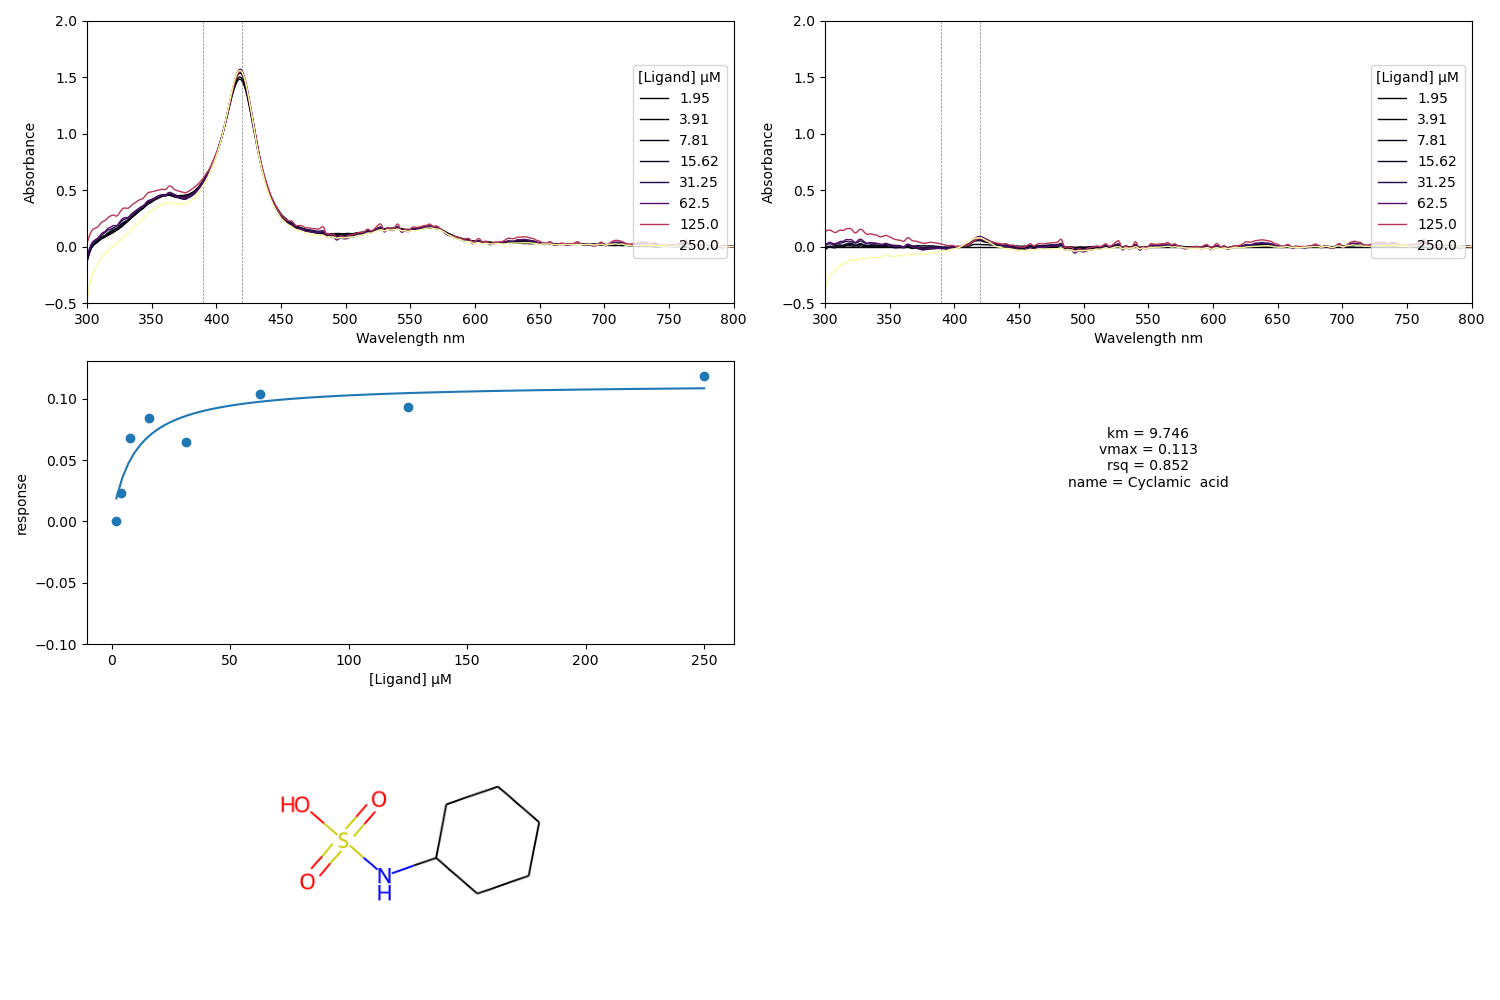 2.0
1.5
1.0
0.5
0.0
−0.5
Absorbance
300 350 400 450 500 550 600 650 700 750 800
Wavelength nm
[Ligand] µM
1.95
3.91
7.81
15.62
31.25
62.5
125.0
250.0
2.0
1.5
1.0
0.5
0.0
−0.5
Absorbance
300 350 400 450 500 550 600 650 700 750 800
Wavelength nm
[Ligand] µM
1.95
3.91
7.81
15.62
31.25
62.5
125.0
250.0
0.10
0.05
0.00
−0.05
−0.10
response
0 50 100 150 200 250
[Ligand] µM
km = 9.746
vmax = 0.113
rsq = 0.852
name = Cyclamic  acid
HO
O
S
O
N
H